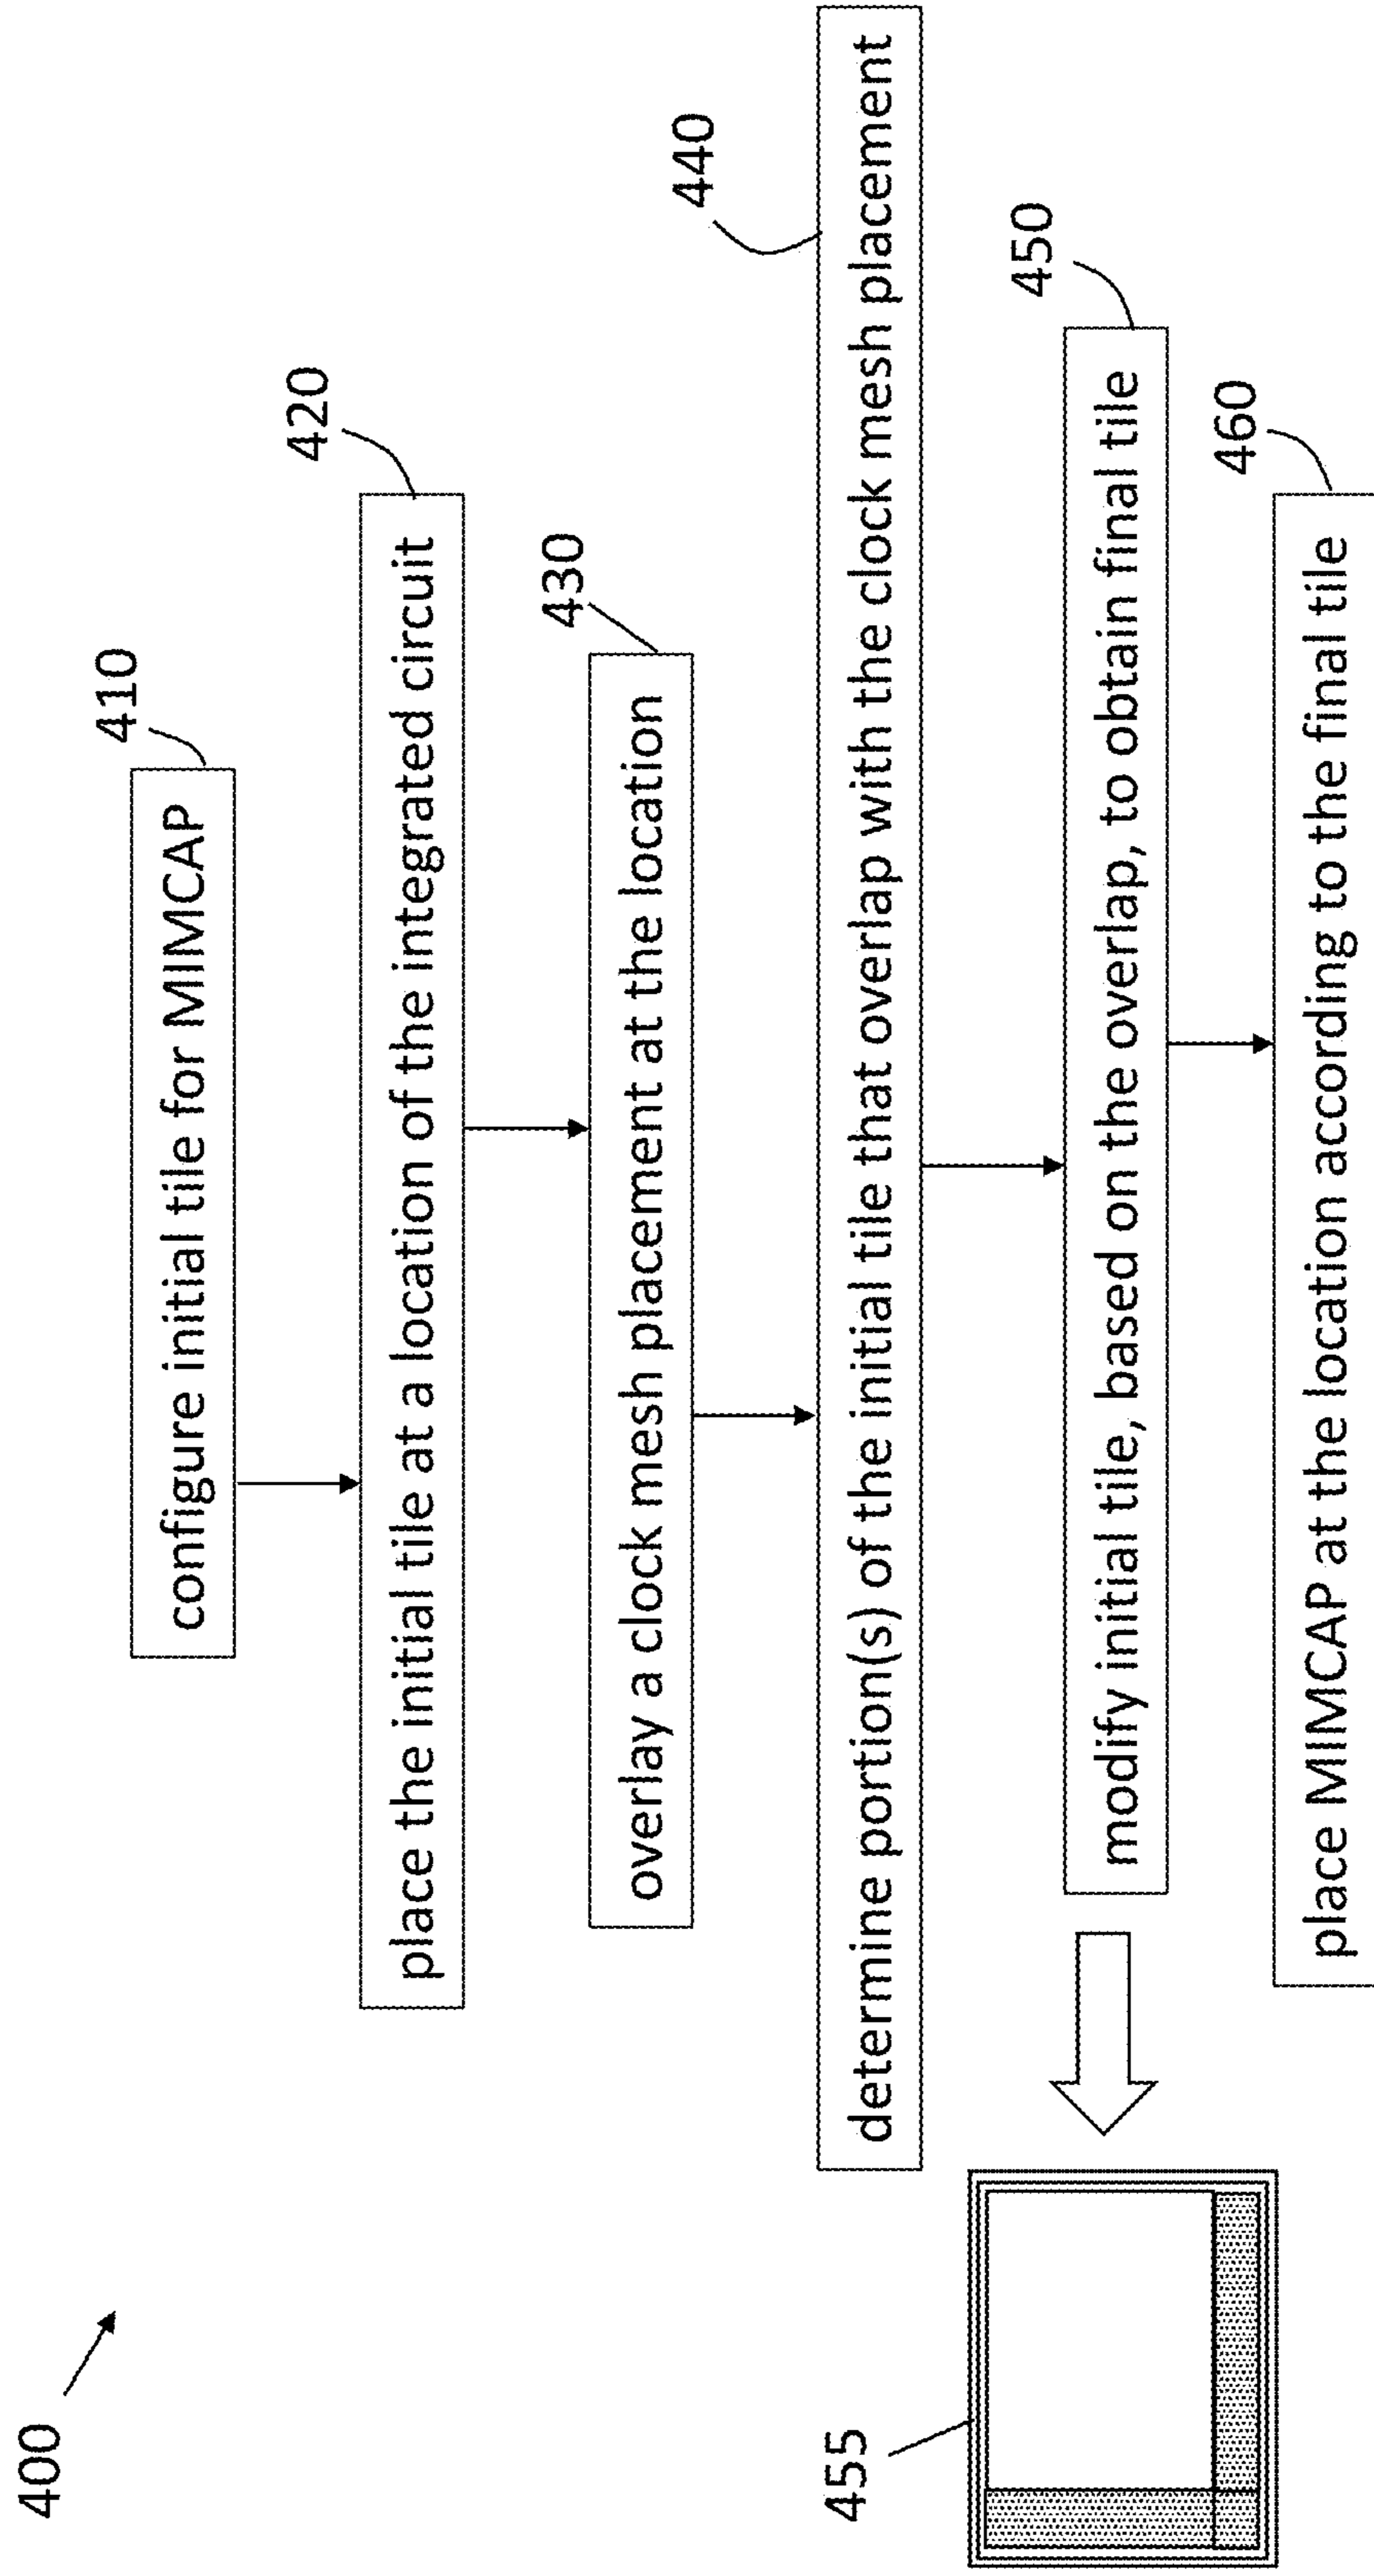 400
410
configure initial tile for MIMCAP
420
place the initial tile at a location of the integrated circuit
430
overlay a clock mesh placement at the location
440
determine portion(s) of the initial tile that overlap with the clock mesh placement
450
modify initial tile, based on the overlap, to obtain final tile
455
460
place MIMCAP at the location according to the final tile